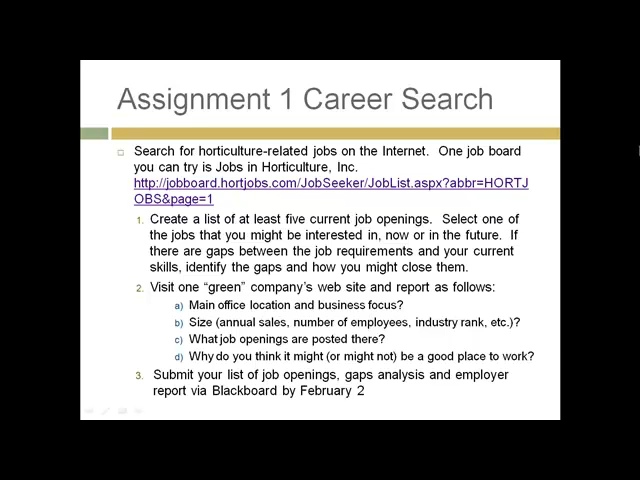 Assignment 1 Career Search
Search for horticulture-related jobs on the Internet. One job board
you can try is Jobs in Horticulture, Inc.
http://jobboard.hortjobs.com/JobSeeker/JobList.aspx?abbr=HORTJ
OBS&page=1
1. Create a list of at least five current job openings. Select one of
the jobs that you might be interested in, now or in the future. If
there are gaps between the job requirements and your current
skills, identify the gaps and how you might close them.
2. Visit one “green” company’s web site and report as follows:
a) Main office location and business focus?
b) Size (annual sales, number of employees, industry rank, etc.)?
c) What job openings are posted there?
d) Why do you think it might (or might not) be a good place to work?
3. Submit your list of job openings, gaps analysis and employer
report via Blackboard by February 2